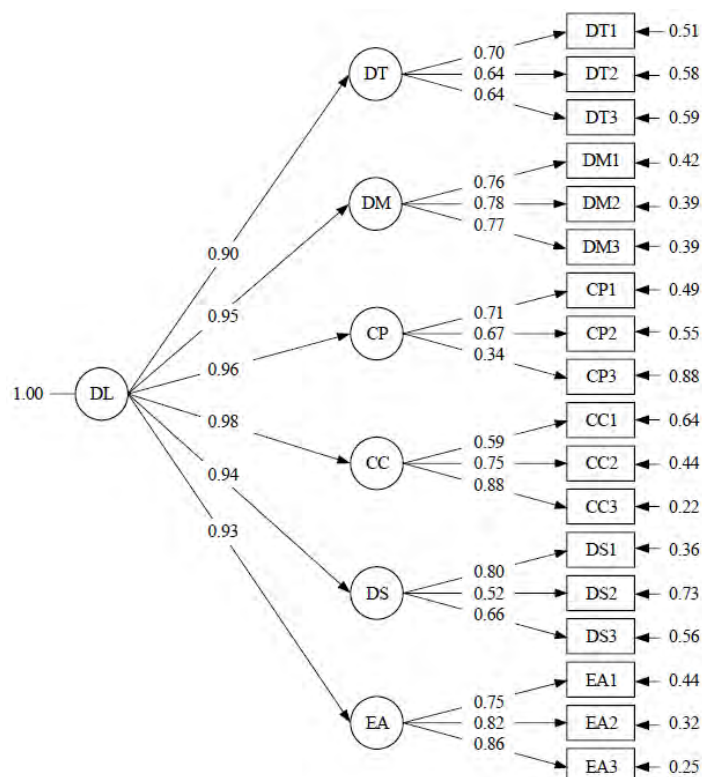 DT1 0.51
0.70
DT 0.64 DT2 0.58
0.64
DT3 0.59
DM1 0.42
0.76
DM 0.78 DM2 0.39
0.77
DM3 0.39
0.90
CP1 0.49
0.95
0.71
CP 0.67 CP2 0.55
0.34
0.96
CP3 0.88
1.00 DL
CC1 0.64
0.98
0.59
CC 0.75 CC2 0.44
0.94
0.88
CC3 0.22
0.93
DS1 0.36
0.80
DS 0.52 DS2 0.73
0.66
DS3 0.56
EA1 0.44
0.75
EA 0.82 EA2 0.32
0.86
EA3 0.25